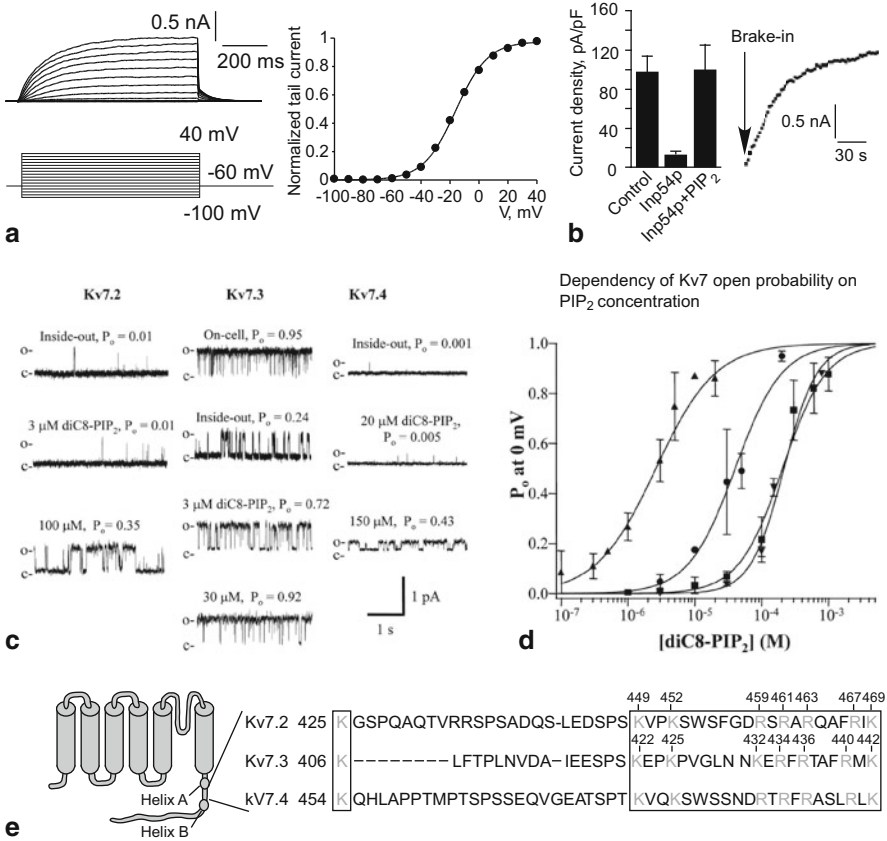 0.5 nA
200 ms
40 mV
-60 mV
-100 mV
a
Normalized tail current
1
0.8
0.6
0.4
0.2
0
-100 -80 -60 -40 -20 0 20 40
V, mV
Current density, pA/pF
160
120
80
40
0
Control
Inp54p
Inp54p+PIP2
Brake-in
0.5 nA
30 s
b
Kv7.2
Kv7.3
Kv7.4
Inside-out, Po = 0.01
o-
c-
3 µM diC8-PIP2, Po = 0.01
o-
c-
100 µM, Po = 0.35
o-
c-
On-cell, Po = 0.95
o-
c-
Inside-out, Po = 0.24
o-
c-
3 µM diC8-PIP2, Po = 0.72
o-
c-
30 µM, Po = 0.92
o-
c-
Inside-out, Po = 0.001
o-
c-
20 µM diC8-PIP2,
Po = 0.005
o-
c-
150 µM, Po = 0.43
o-
c-
1 pA
1 s
c
Dependency of Kv7 open probability on
PIP2 concentration
Po at 0 mV
1.0
0.8
0.6
0.4
0.2
0.0
10-7 10-6 10-5 10-4 10-3
[diC8-PIP2] (M)
d
Helix A
Helix B
449 452 459 461 463 467 469
Kv7.2 425 K GSPQAQTVRRSPSADQS-LEDSPS KVPKSWSFGDRSRARQAFRIK
422 425 432 434 436 440 442
Kv7.3 406 K ---------LFTPLNVDA-IEESPS KEPKPVGLNNKERFRTAFRMK
kV7.4 454 K QHLAPPTMPTSPSSEQVGEATSPT KVQKSWSSNDRTRFRASLRLK
e